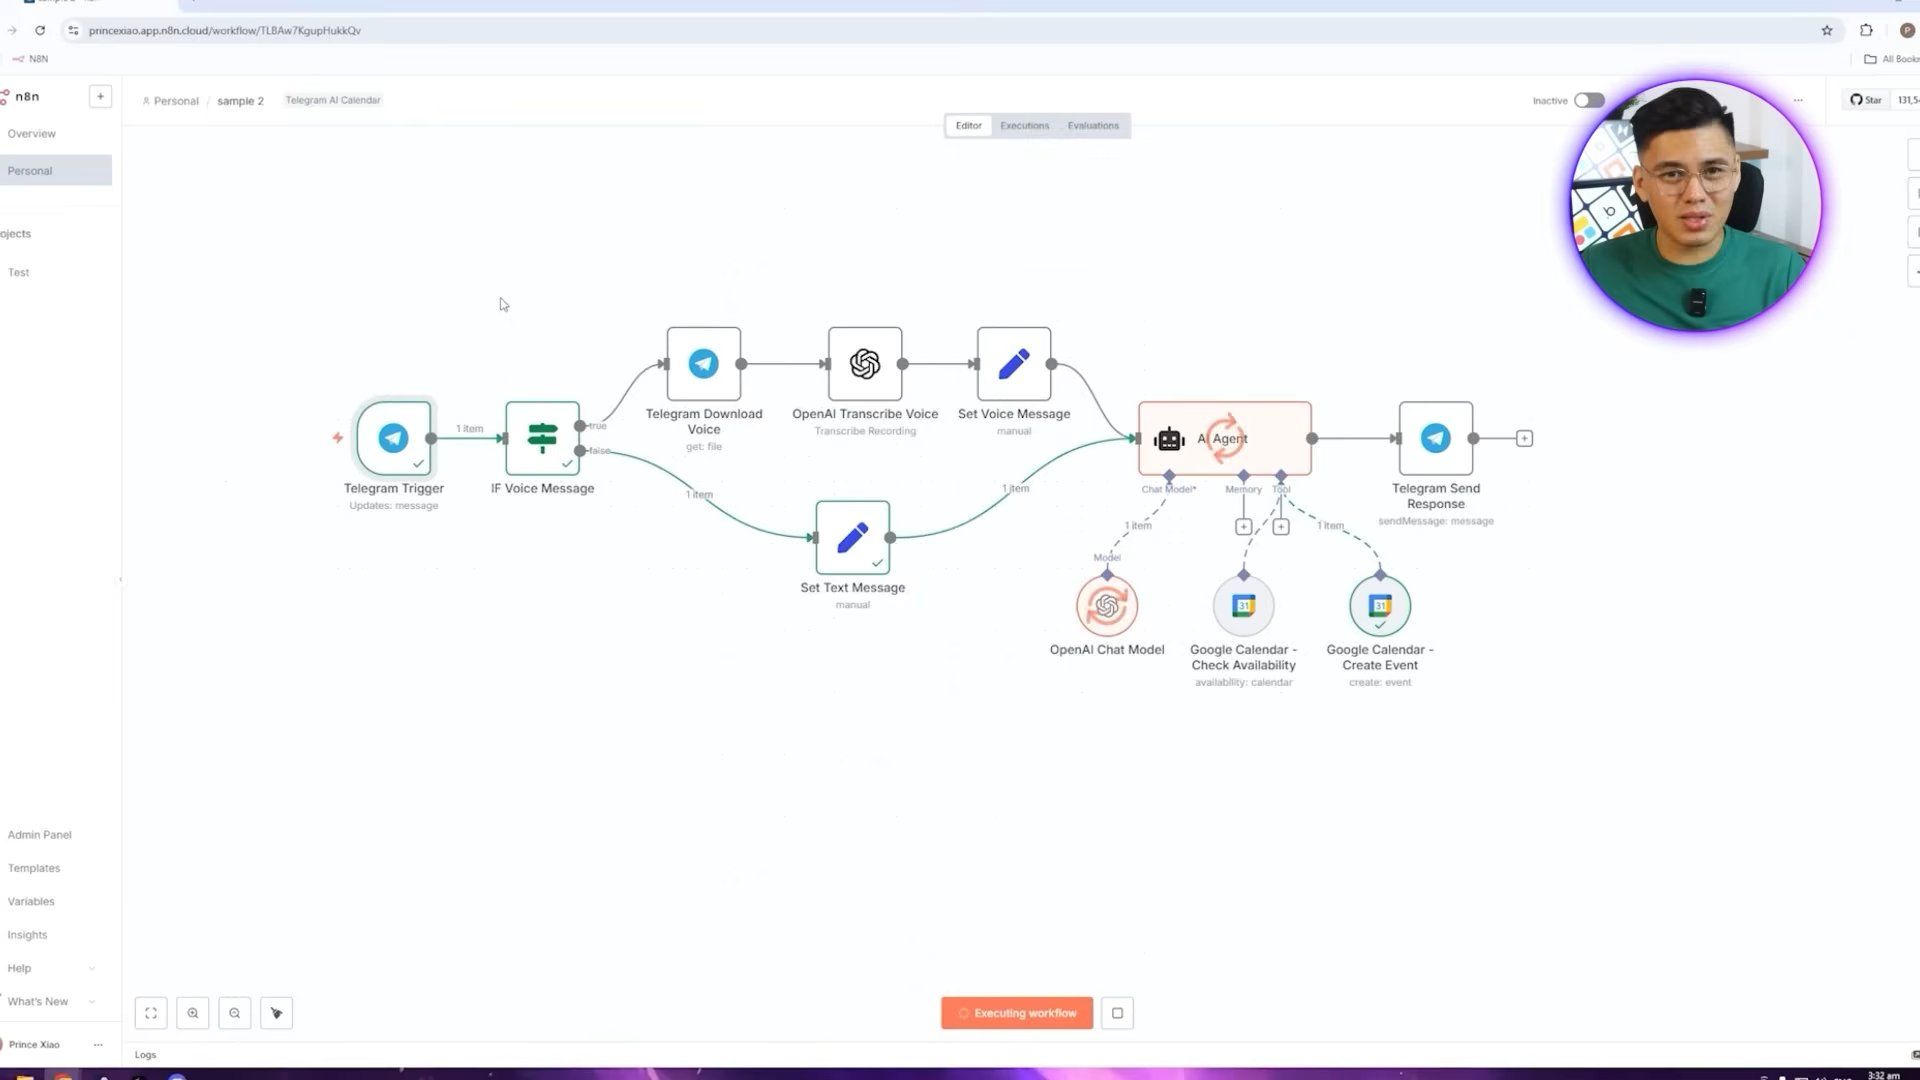 princexiao.app.n8n.cloud/workflow/TLBAw7KgupHukkQv
N8N
All Book
n8n
Personal / sample 2
Telegram AI Calendar
Inactive
Star
131,5
Editor
Executions
Evaluations
Overview
Personal
ojects
Test
Telegram Download
Voice
get: file
OpenAI Transcribe Voice
Transcribe Recording
Set Voice Message
manual
1 item
true
false
Telegram Trigger
Updates: message
IF Voice Message
1 item
1 item
Set Text Message
manual
AI Agent
Chat Model*
Memory
Tool
1 item
1 item
Model
Telegram Send
Response
sendMessage: message
OpenAI Chat Model
Google Calendar -
Check Availability
availability: calendar
Google Calendar -
Create Event
create: event
Admin Panel
Templates
Variables
Insights
Help
What's New
Prince Xiao
Executing workflow
Logs
3:32 am